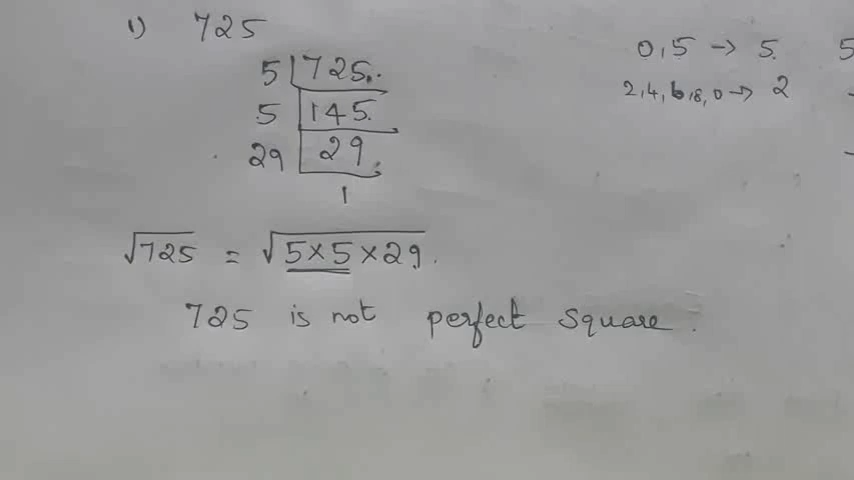 1) 725
0,5 → 5
5
2,4,6,8,0 → 2
5 | 725
5 | 145
29 | 29
1
√725 = √5×5×29.
725 is not perfect square.